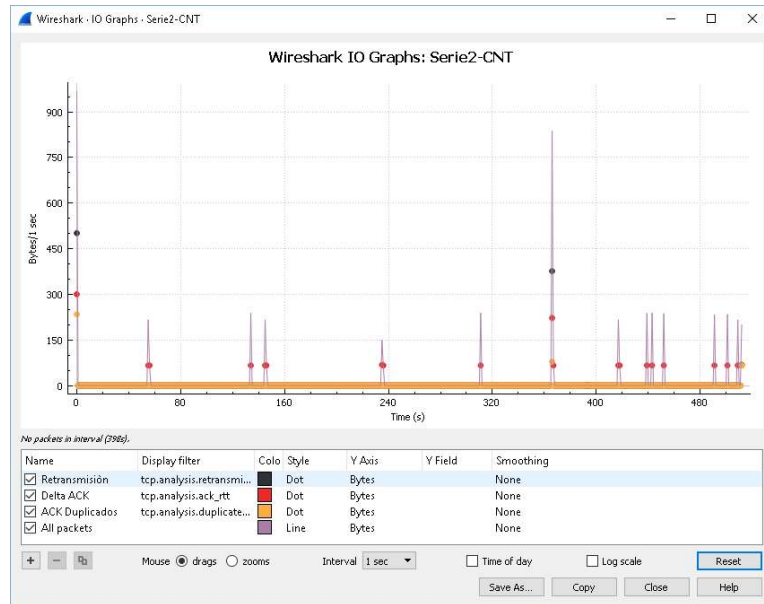 Wireshark · IO Graphs · Serie2-CNT
Wireshark IO Graphs: Serie2-CNT
900
750
600
450
300
150
0
Bytes/1 sec
0 80 160 240 320 400 480
Time (s)
No packets in interval (398s).
Name Display filter Colo Style Y Axis Y Field Smoothing
Retransmisiòn tcp.analysis.retransmi... Dot Bytes None
Delta ACK tcp.analysis.ack_rtt Dot Bytes None
ACK Duplicados tcp.analysis.duplicate... Dot Bytes None
All packets Line Bytes None
Mouse drags zooms Interval 1 sec Time of day Log scale Reset
Save As... Copy Close Help